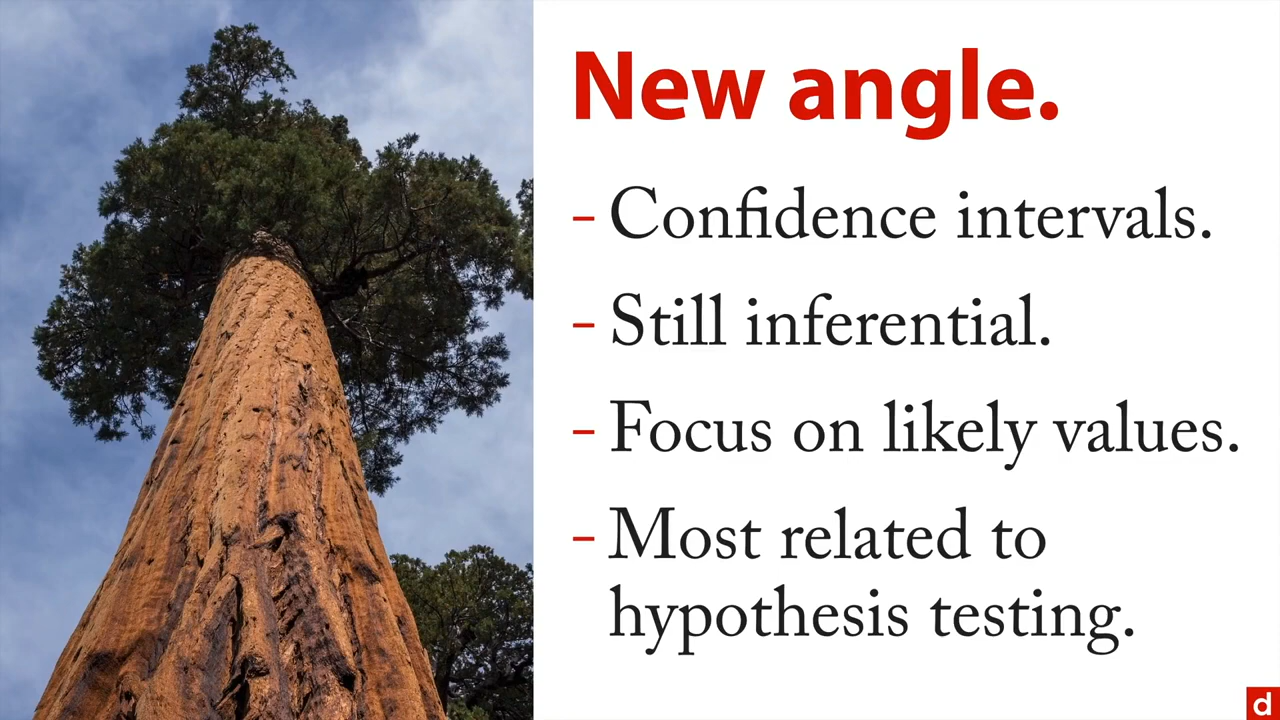 New angle.
- Confidence intervals.
- Still inferential.
- Focus on likely values.
- Most related to
hypothesis testing.
d